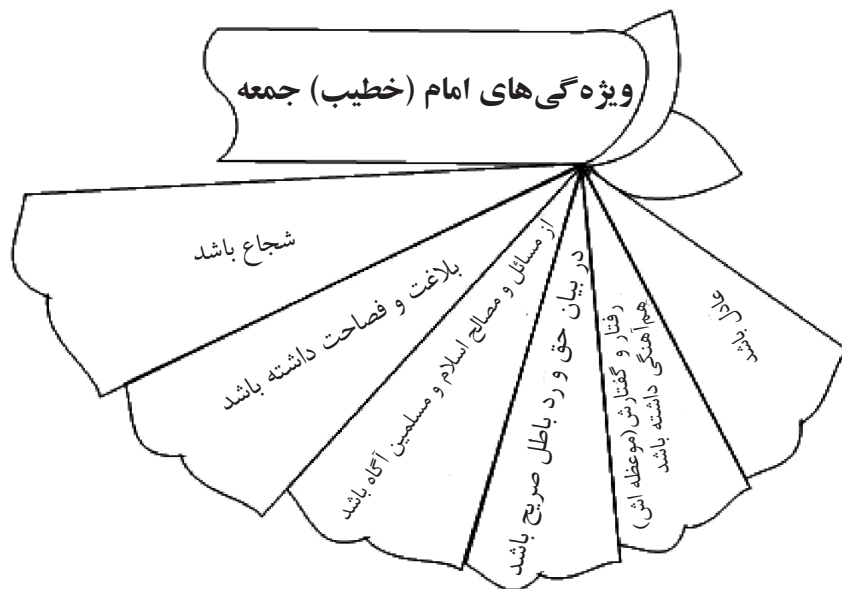 ویژه‌گی‌های امام (خطیب) جمعه
عادل باشد
رفتار و گفتارش(موعظه اش)
هم‌آهنگی داشته باشد
در بیان حق و رد باطل صریح باشد
از مسائل و مصالح اسلام و مسلمین آگاه باشد
بلاغت و فصاحت داشته باشد
شجاع باشد